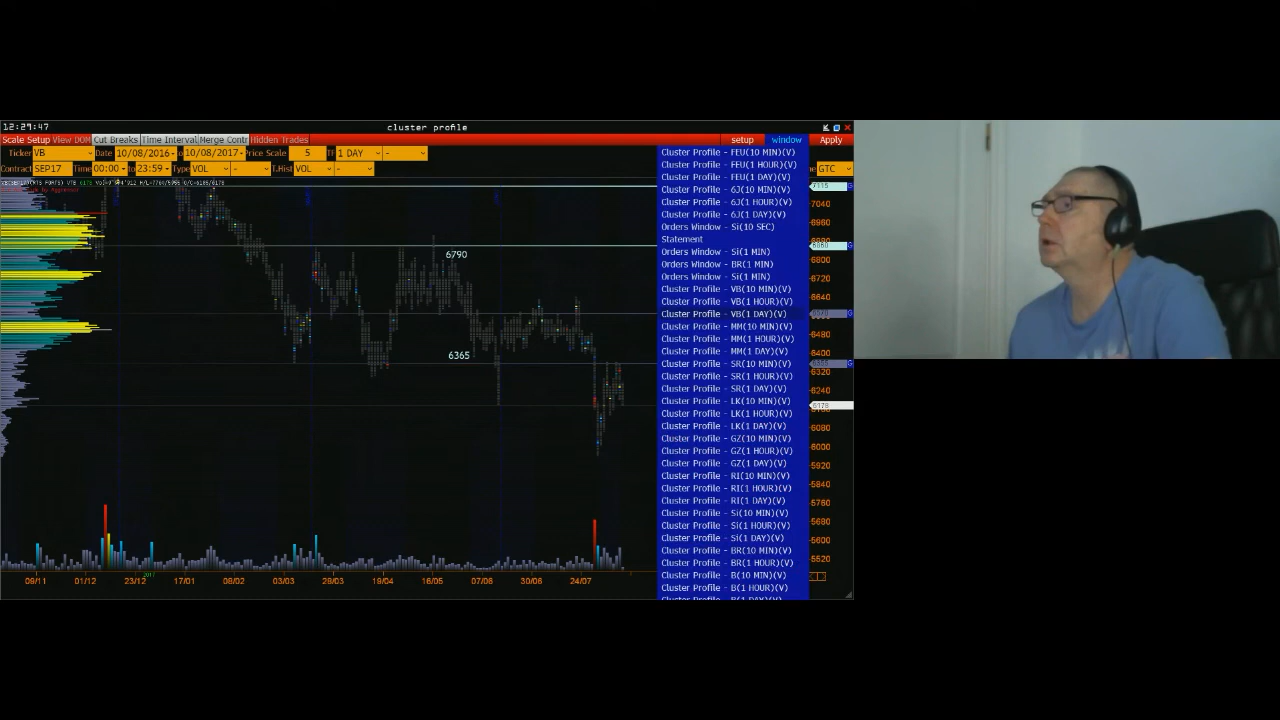 12:29:47
cluster profile
Scale Setup View DOM Cut Breaks Time Interval Merge Contr Hidden Trades setup window Apply
Ticker VB Date 10/08/2016 10/08/2017 Price Scale 5 TF 1 DAY -
Contract SEP17 Time 00:00 to 23:59 Type VOL - T.Hist VOL - GTC
Cluster Profile - FEU(10 MIN)(V)
Cluster Profile - FEU(1 HOUR)(V)
Cluster Profile - FEU(1 DAY)(V)
Cluster Profile - 6J(10 MIN)(V)
Cluster Profile - 6J(1 HOUR)(V)
Cluster Profile - 6J(1 DAY)(V)
Orders Window - Si(10 SEC)
Statement
Orders Window - Si(1 MIN)
Orders Window - BR(1 MIN)
Orders Window - Si(1 MIN)
Cluster Profile - VB(10 MIN)(V)
Cluster Profile - VB(1 HOUR)(V)
Cluster Profile - VB(1 DAY)(V)
Cluster Profile - MM(10 MIN)(V)
Cluster Profile - MM(1 HOUR)(V)
Cluster Profile - MM(1 DAY)(V)
Cluster Profile - SR(10 MIN)(V)
Cluster Profile - SR(1 HOUR)(V)
Cluster Profile - SR(1 DAY)(V)
Cluster Profile - LK(10 MIN)(V)
Cluster Profile - LK(1 HOUR)(V)
Cluster Profile - LK(1 DAY)(V)
Cluster Profile - GZ(10 MIN)(V)
Cluster Profile - GZ(1 HOUR)(V)
Cluster Profile - GZ(1 DAY)(V)
Cluster Profile - RI(10 MIN)(V)
Cluster Profile - RI(1 HOUR)(V)
Cluster Profile - RI(1 DAY)(V)
Cluster Profile - Si(10 MIN)(V)
Cluster Profile - Si(1 HOUR)(V)
Cluster Profile - Si(1 DAY)(V)
Cluster Profile - BR(10 MIN)(V)
Cluster Profile - BR(1 HOUR)(V)
Cluster Profile - B(10 MIN)(V)
Cluster Profile - B(1 HOUR)(V)
Cluster Profile - B(1 DAY)(V)
6790
6365
7115
7040
6960
6800
6720
6640
6480
6400
6320
6240
6178
6080
6000
5920
5840
5760
5680
5600
5520
09/11 01/12 23/12 2017 17/01 08/02 03/03 28/03 19/04 16/05 07/06 30/06 24/07